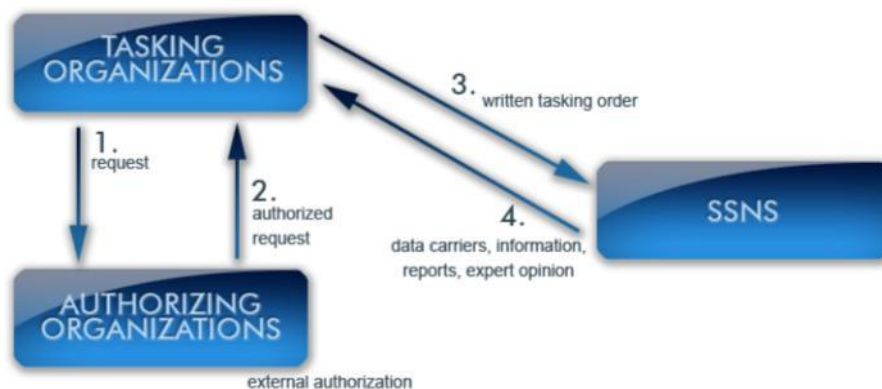 TASKING
ORGANIZATIONS
3.
written tasking order
1.
request
2.
authorized
request
SSNS
4.
data carriers, information,
reports, expert opinion
AUTHORIZING
ORGANIZATIONS
external authorization